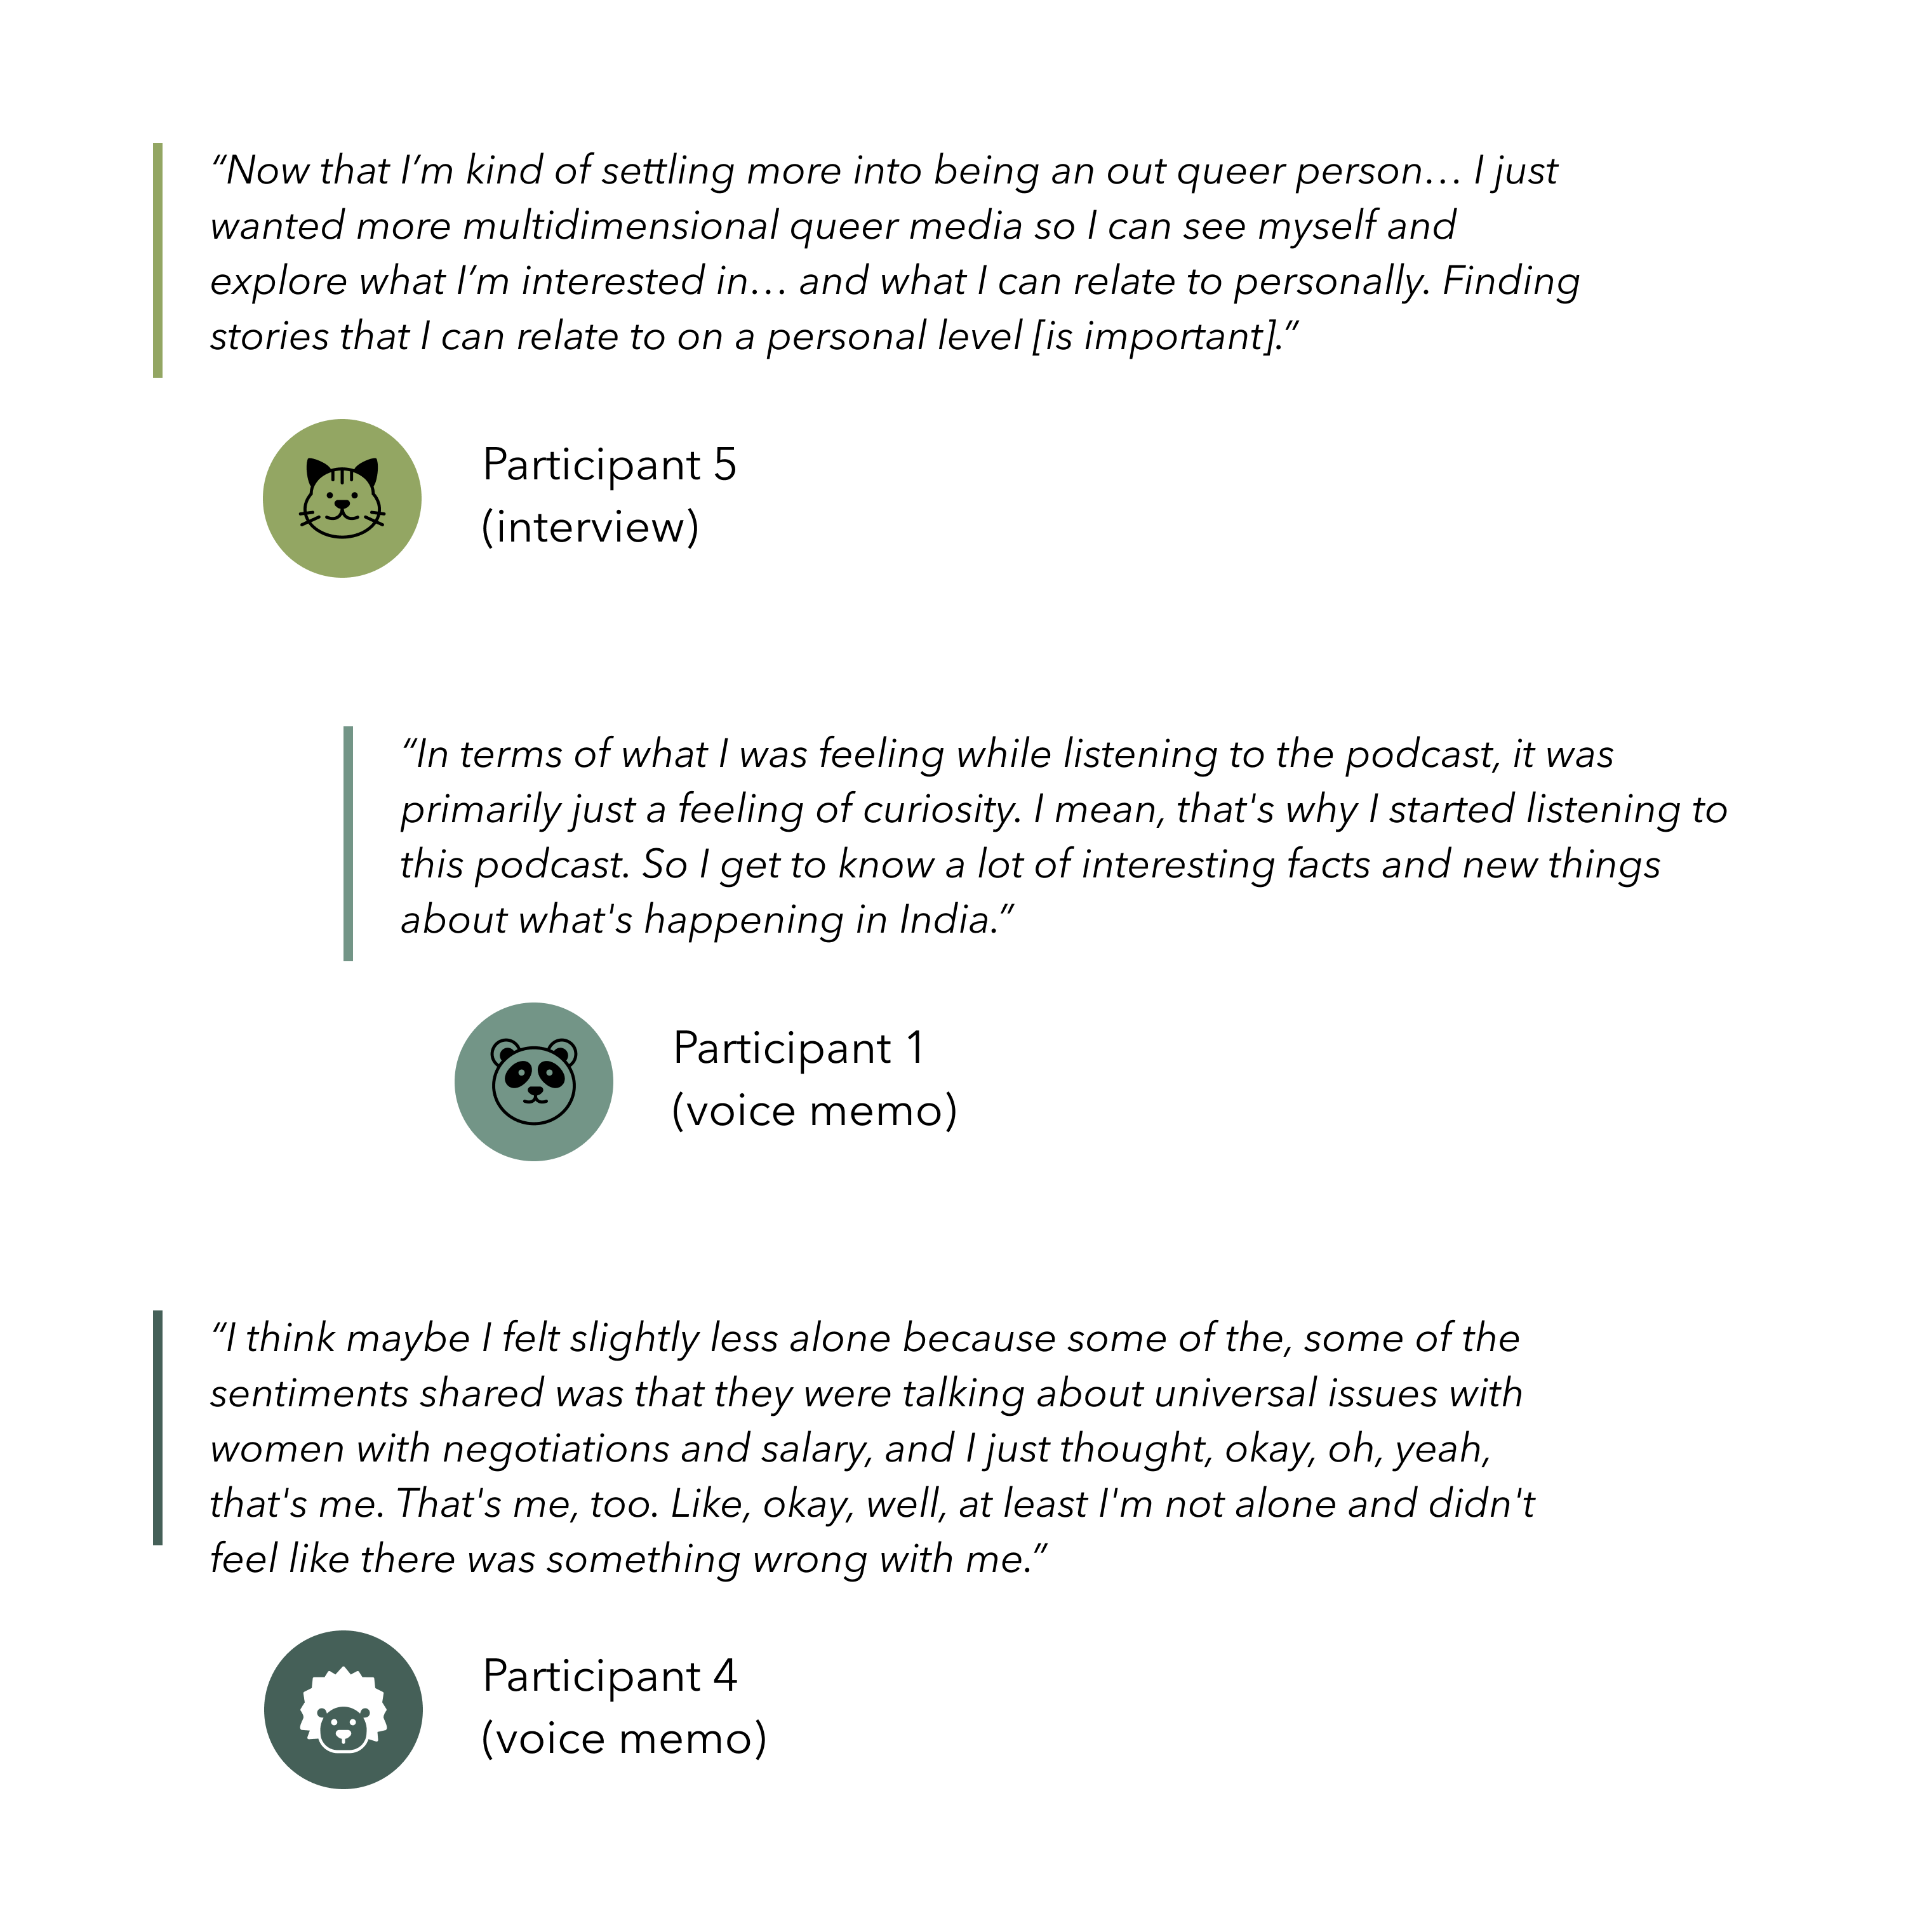 “Now that I’m kind of settling more into being an out queer person… I just
wanted more multidimensional queer media so I can see myself and
explore what I’m interested in… and what I can relate to personally. Finding
stories that I can relate to on a personal level [is important].”
Participant 5
(interview)
“In terms of what I was feeling while listening to the podcast, it was
primarily just a feeling of curiosity. I mean, that's why I started listening to
this podcast. So I get to know a lot of interesting facts and new things
about what's happening in India.”
Participant 1
(voice memo)
“I think maybe I felt slightly less alone because some of the, some of the
sentiments shared was that they were talking about universal issues with
women with negotiations and salary, and I just thought, okay, oh, yeah,
that's me. That's me, too. Like, okay, well, at least I'm not alone and didn't
feel like there was something wrong with me.”
Participant 4
(voice memo)